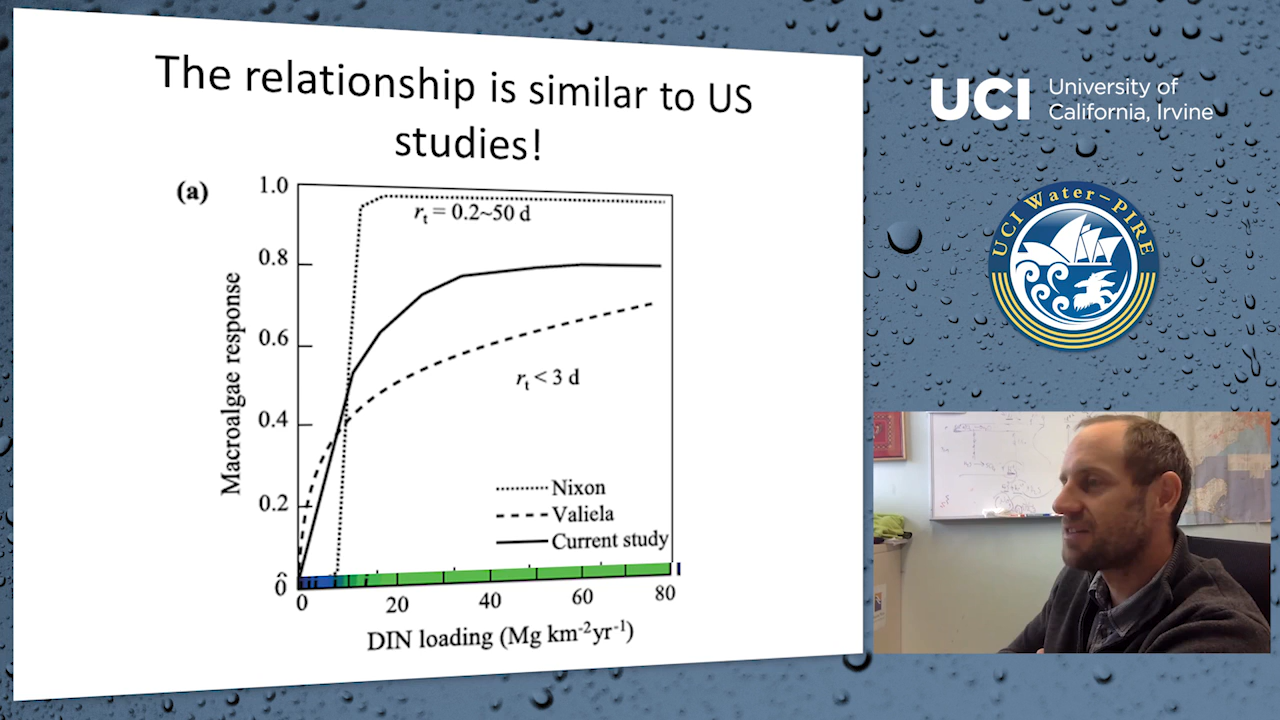 The relationship is similar to US
studies!
(a)
1.0
0.8
0.6
0.4
0.2
0
Macroalgae response
rt = 0.2~50 d
rt < 3 d
Nixon
Valiela
Current study
0 20 40 60 80
DIN loading (Mg km-2yr-1)
UCI University of
California, Irvine
UCI Water-PIRE